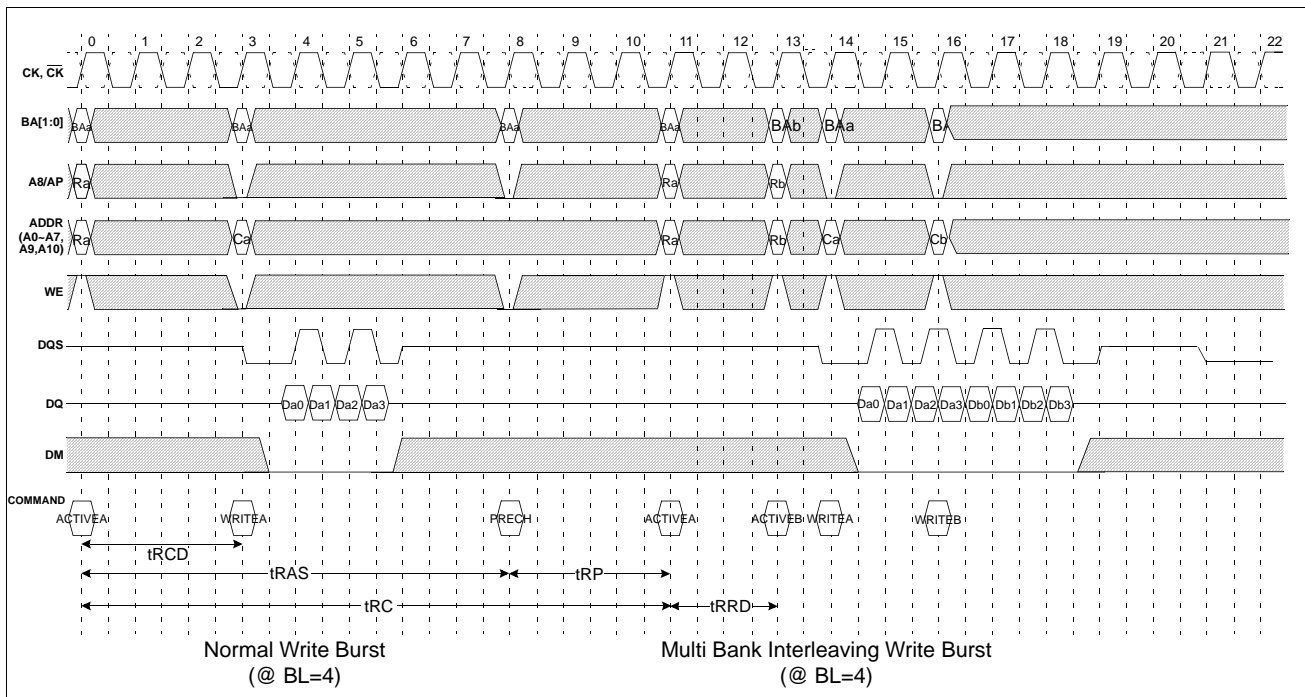 0 1 2 3 4 5 6 7 8 9 10 11 12 13 14 15 16 17 18 19 20 21 22
CK, CK
BA[1:0] BAa BAa BAa BAa BAb BAa BA
A8/AP Ra Ra Rb
ADDR
(A0~A7,
A9,A10)
Ra Ca Ra Rb Ca Cb
WE
DQS
DQ Da0 Da1 Da2 Da3 Da0 Da1 Da2 Da3 Db0 Db1 Db2 Db3
DM
COMMAND
ACTIVEA WRITEA PRECH ACTIVEA ACTIVEB WRITEA WRITEB
tRCD
tRAS tRP
tRC tRRD
Normal Write Burst Multi Bank Interleaving Write Burst
(@ BL=4) (@ BL=4)